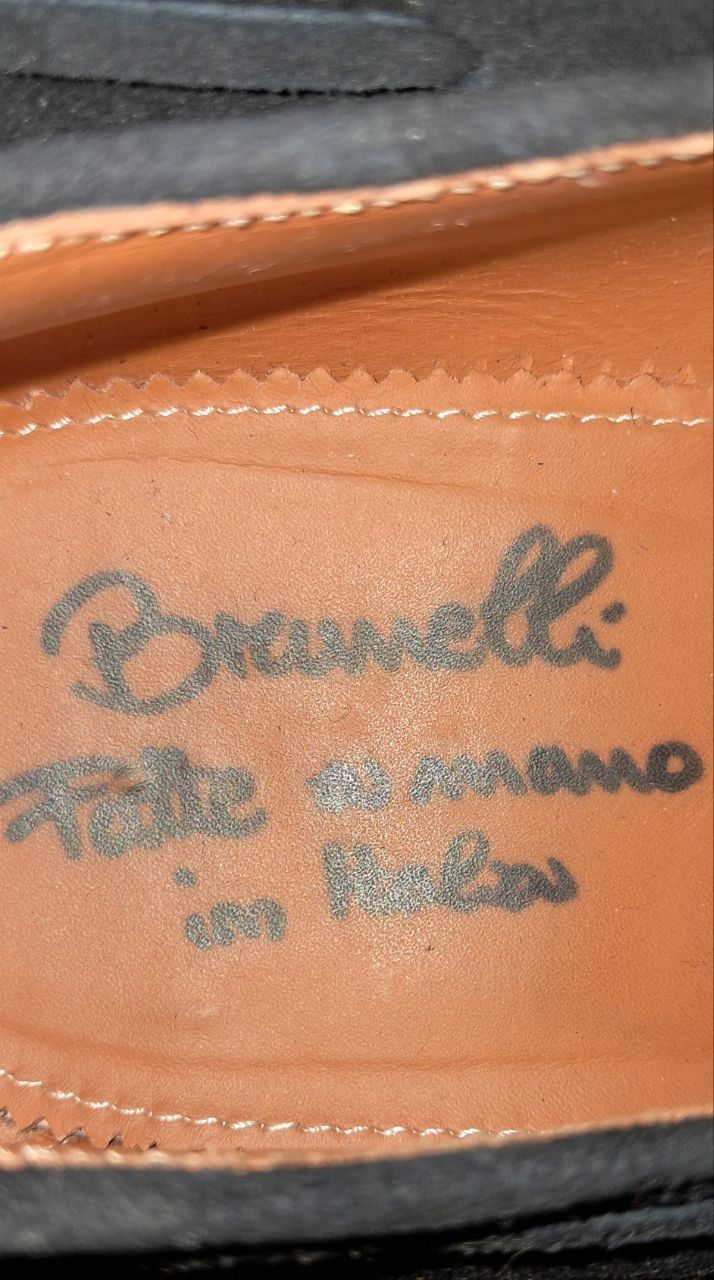 Brunelli
Fatte a mano
in Italia